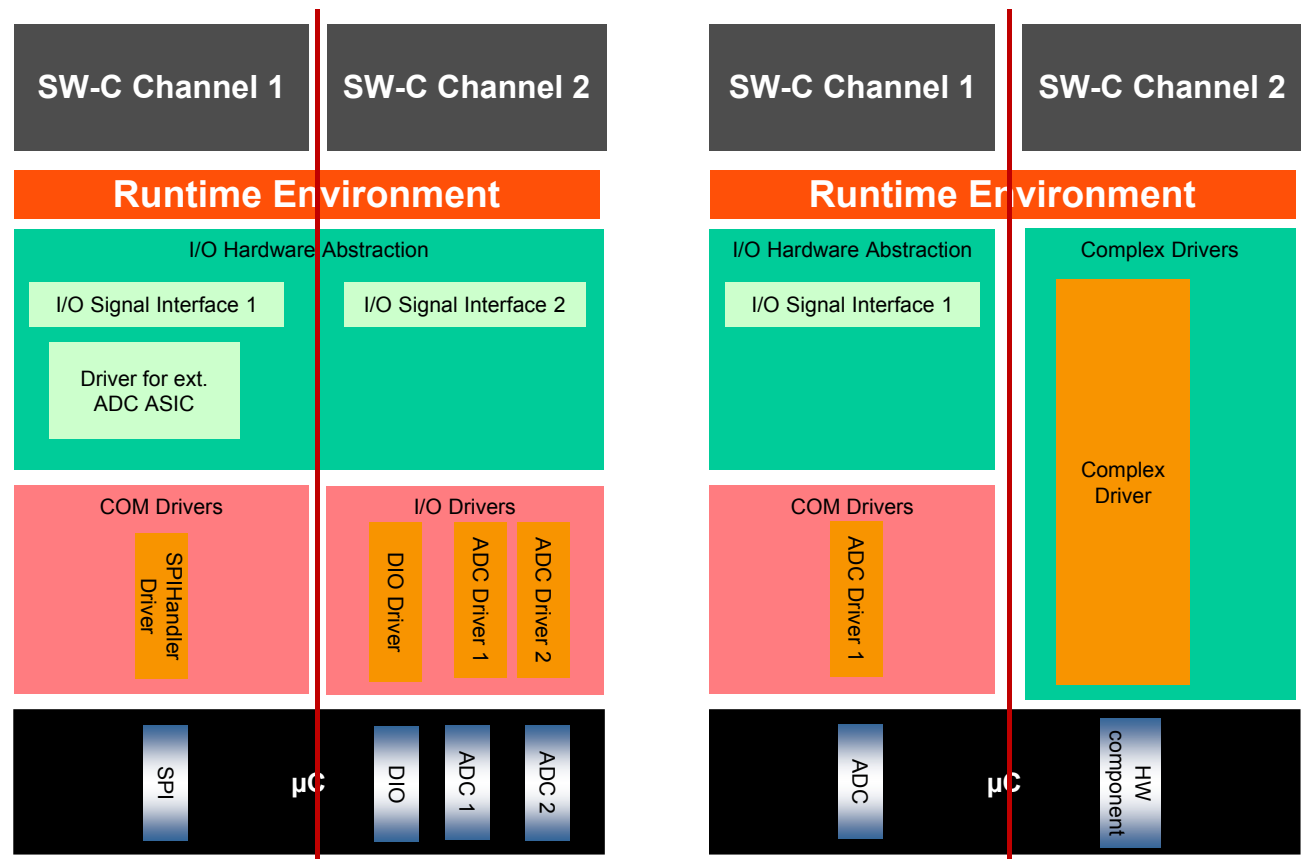 SW-C Channel 1
SW-C Channel 2
Runtime Environment
I/O Hardware Abstraction
I/O Signal Interface 1
I/O Signal Interface 2
Driver for ext.
ADC ASIC
COM Drivers
SPIHandler
Driver
I/O Drivers
DIO Driver
ADC Driver 1
ADC Driver 2
SPI
µC
DIO
ADC 1
ADC 2
SW-C Channel 1
SW-C Channel 2
Runtime Environment
I/O Hardware Abstraction
I/O Signal Interface 1
Complex Drivers
Complex
Driver
COM Drivers
ADC Driver 1
ADC
µC
HW
component